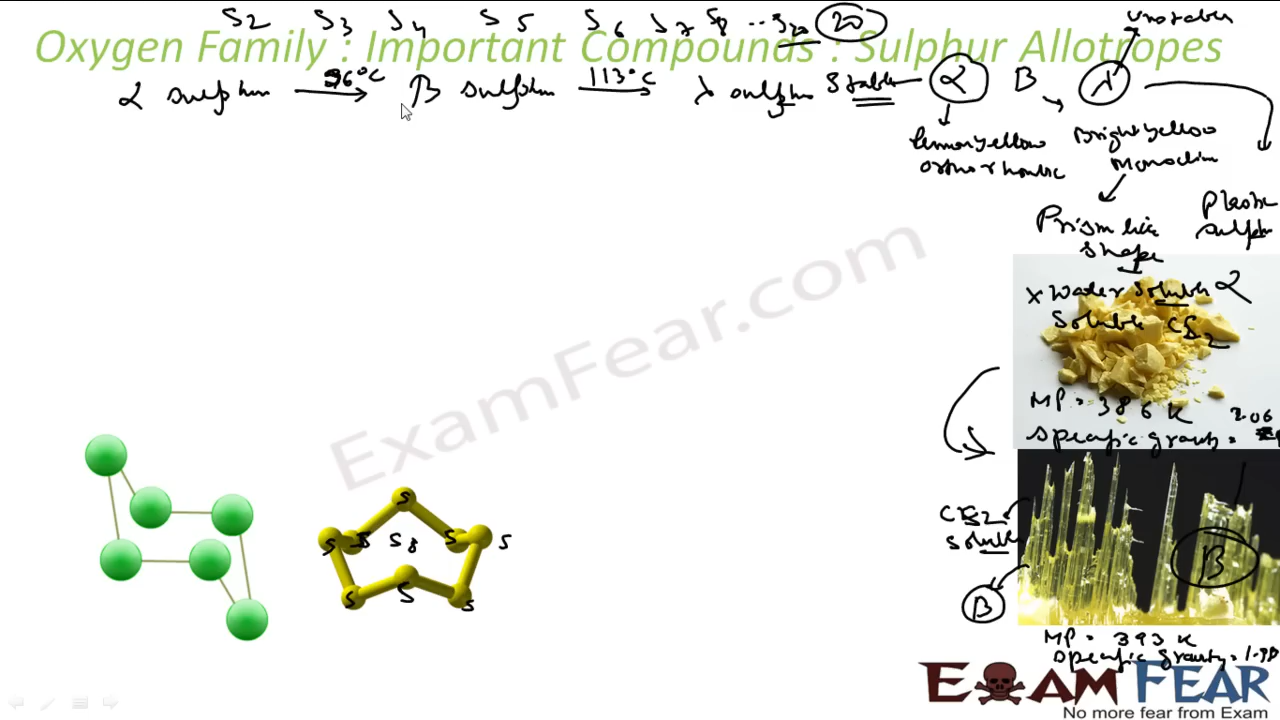 S2 S3 S4 S5 S6 S7 S8 ... S20 20
Oxygen Family : Important Compounds : Sulphur Allotropes
unstable
α sulphur 96°C β sulphur 113°C λ sulphur Stable α β λ
lemon yellow
orthorhombic
Bright yellow
monoclin
Prism like
shape
Plastic
sulphur
x Water soluble α
Soluble CS2
MP = 386 K
Specific gravity = 2.06
CS2
soluble
β
β
S S S S S8 S S S S S
MP = 393 K
Specific gravity = 1.98
ExamFear.com
EXAM FEAR
No more fear from Exam